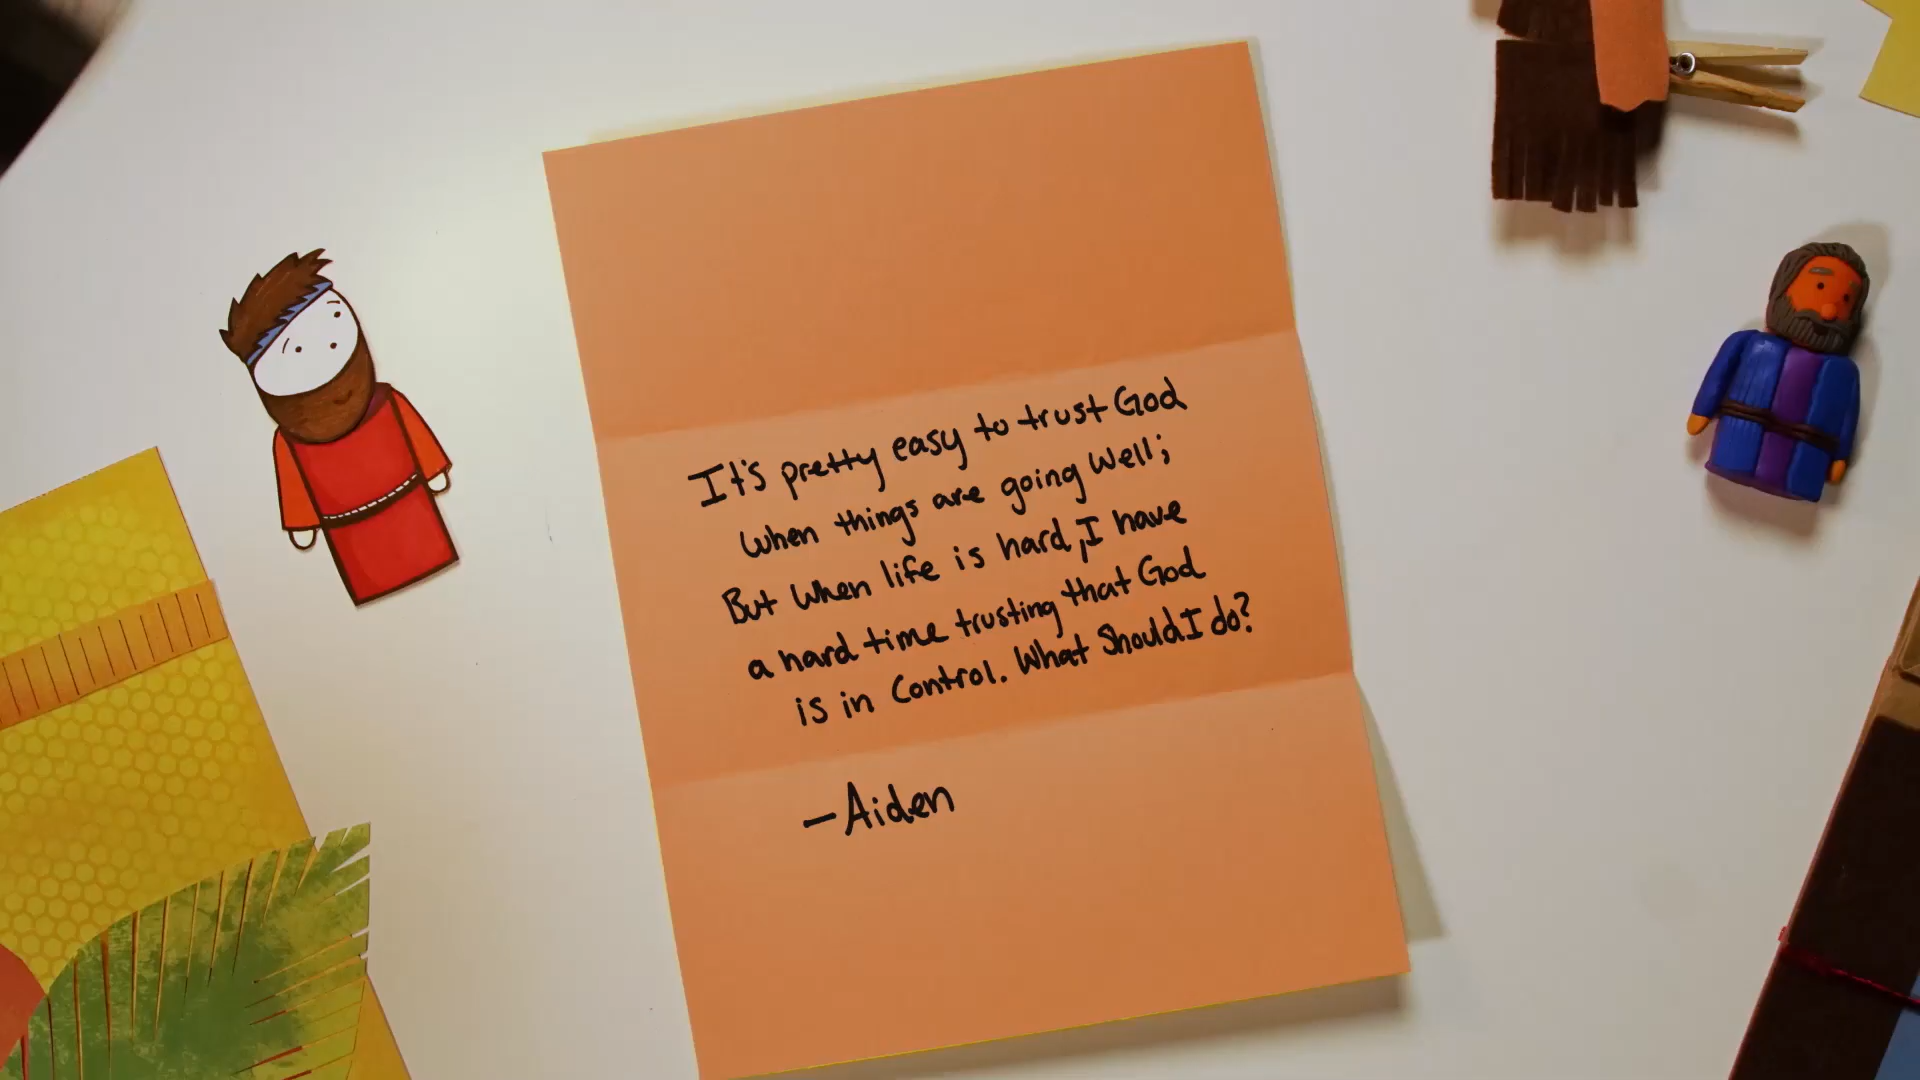 It's pretty easy to trust God
When things are going Well;
But When life is hard, I have
a hard time trusting that God
is in Control. What Should I do?
—Aiden